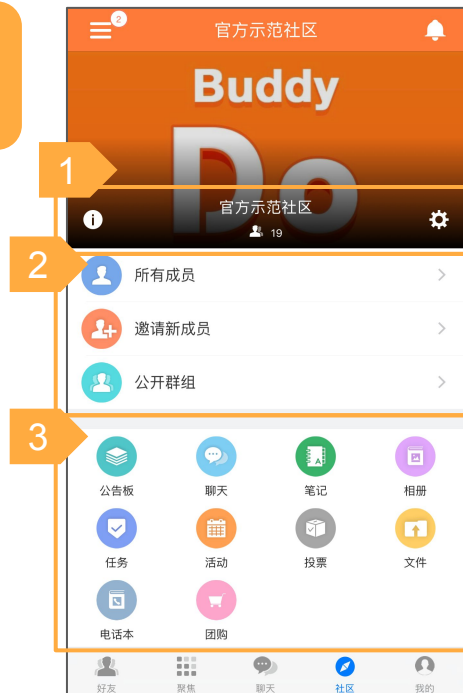 2
官方示范社区
Buddy
Do
1
官方示范社区
19
2
所有成员
邀请新成员
公开群组
3
公告板 聊天 笔记 相册
任务 活动 投票 文件
电话本 团购
好友 聚焦 聊天 社区 我的